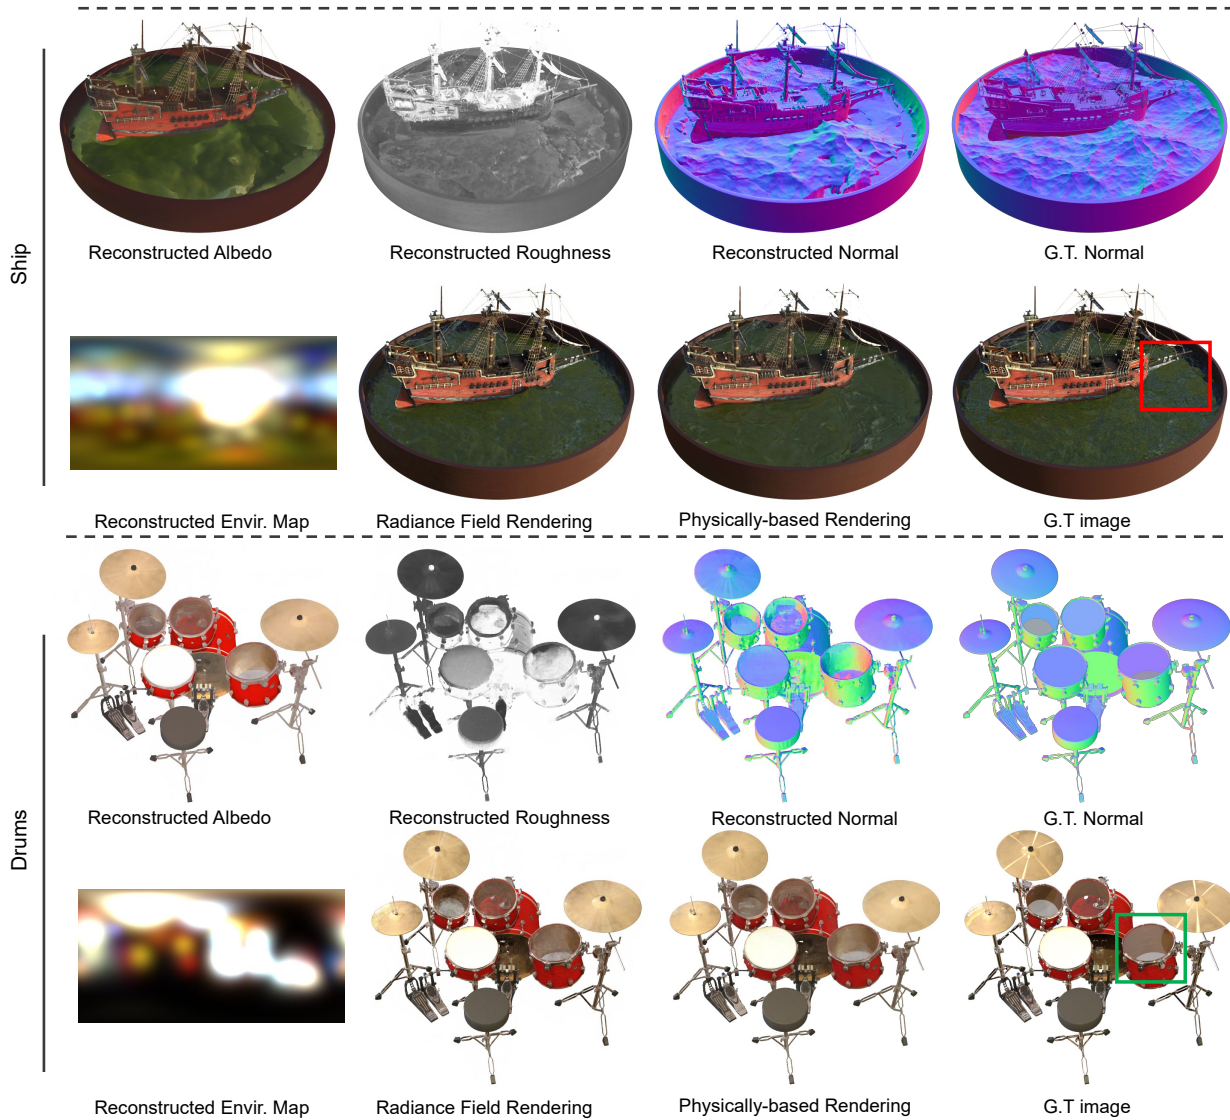 Ship
Reconstructed Albedo
Reconstructed Roughness
Reconstructed Normal
G.T. Normal
Reconstructed Envir. Map
Radiance Field Rendering
Physically-based Rendering
G.T image
Drums
Reconstructed Albedo
Reconstructed Roughness
Reconstructed Normal
G.T. Normal
Reconstructed Envir. Map
Radiance Field Rendering
Physically-based Rendering
G.T image